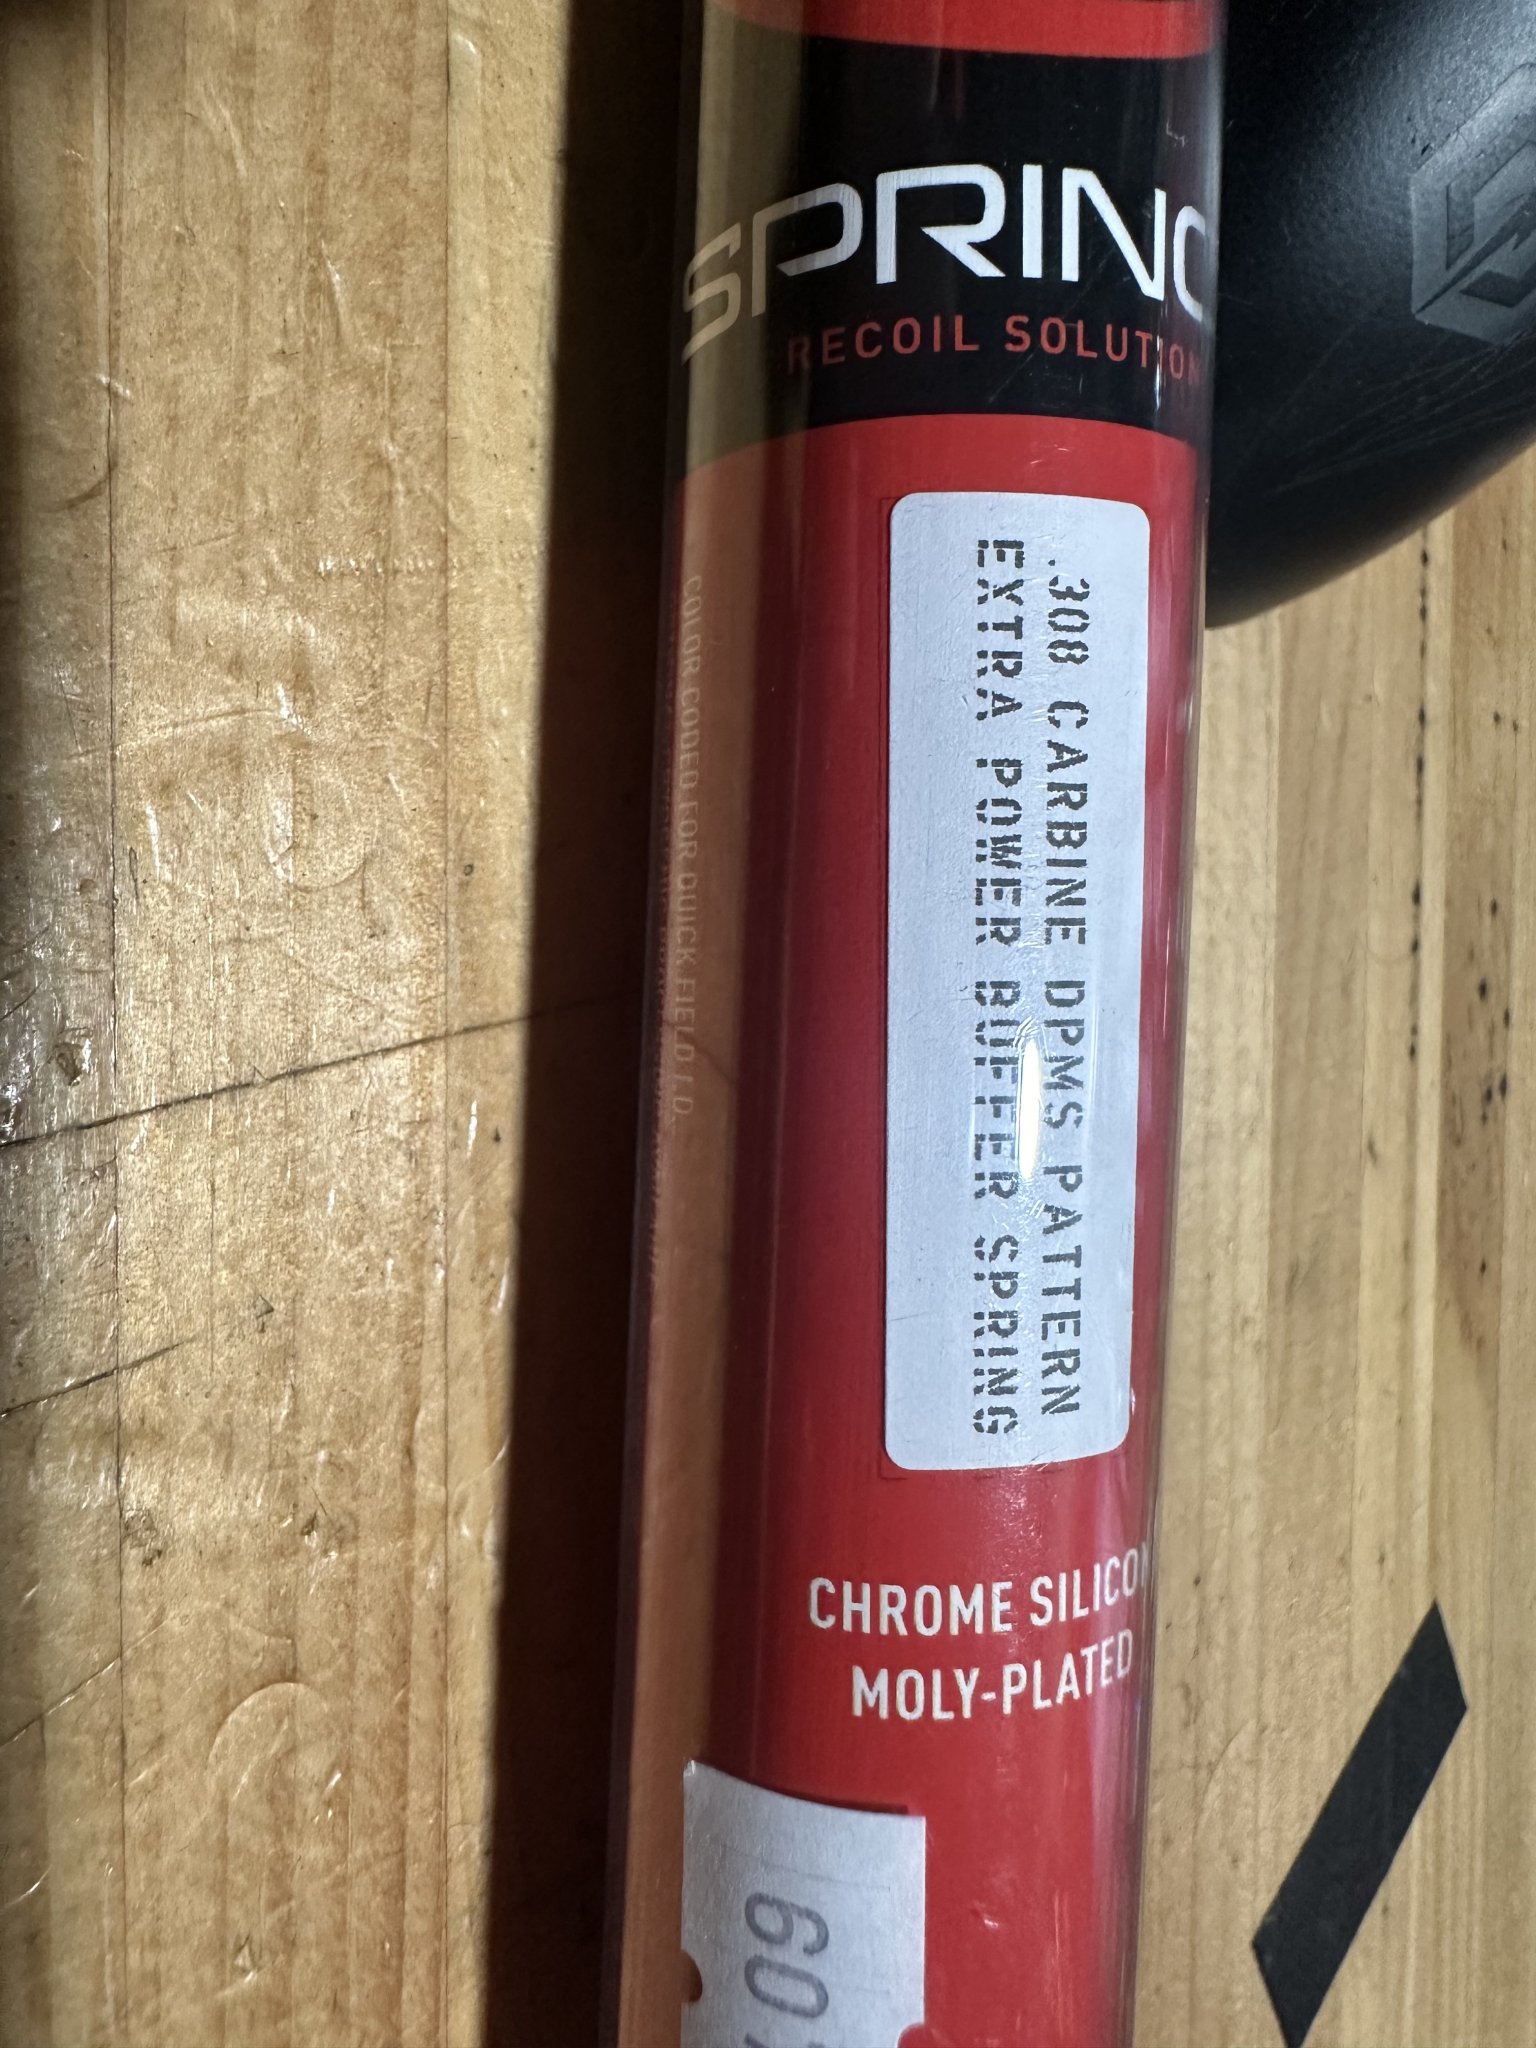 SPRING
RECOIL SOLUTION
COLOR CODED FOR QUICK FIELD I.D.
.308 CARBINE DPMS PATTERN
EXTRA POWER BUFFER SPRING
CHROME SILICON
MOLY-PLATED
60